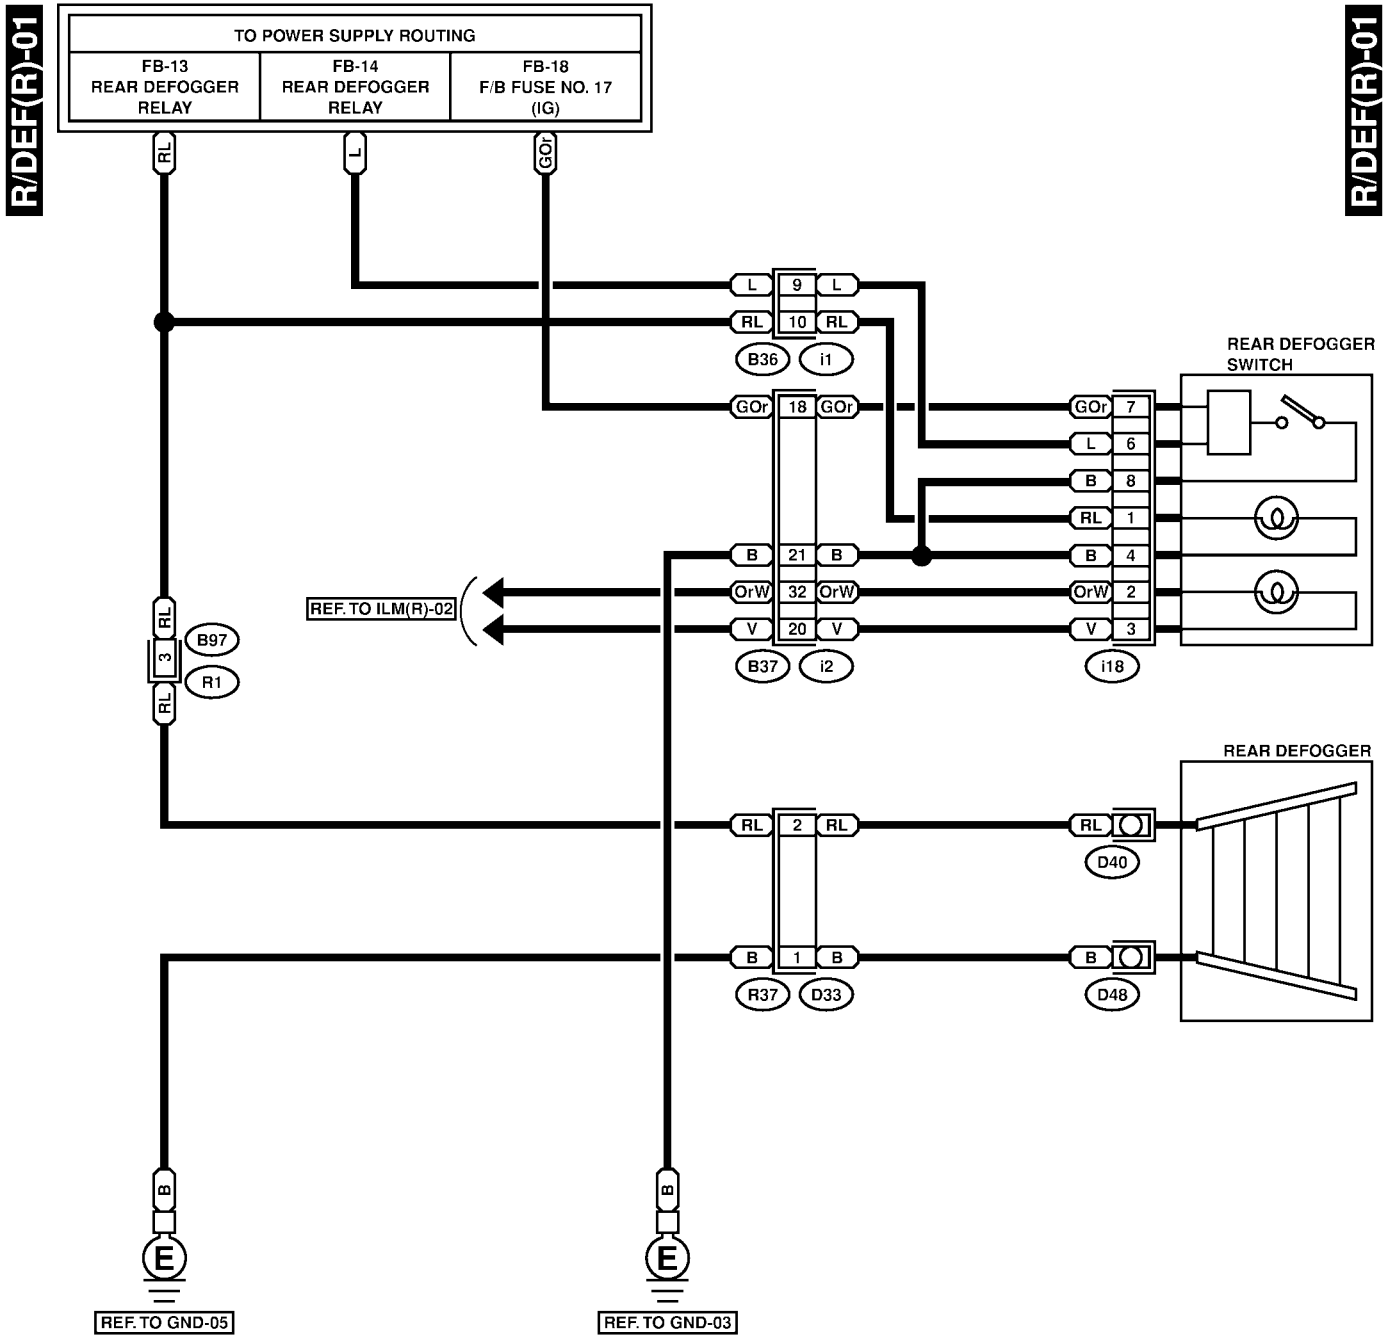 R/DEF(R)-01
R/DEF(R)-01
TO POWER SUPPLY ROUTING
FB-13
REAR DEFOGGER
RELAY
FB-14
REAR DEFOGGER
RELAY
FB-18
F/B FUSE NO. 17
(IG)
RL
L
GOr
L 9 L
RL 10 RL
B36 i1
REAR DEFOGGER
SWITCH
GOr 18 GOr
GOr 7
L 6
B 8
RL 1
B 21 B
B 4
OrW 32 OrW
OrW 2
V 20 V
V 3
REF. TO ILM(R)-02
B37 i2
i18
RL
3
RL
B97
R1
REAR DEFOGGER
RL 2 RL
RL
D40
B 1 B
B
R37 D33
D48
B
E
REF. TO GND-05
B
E
REF. TO GND-03